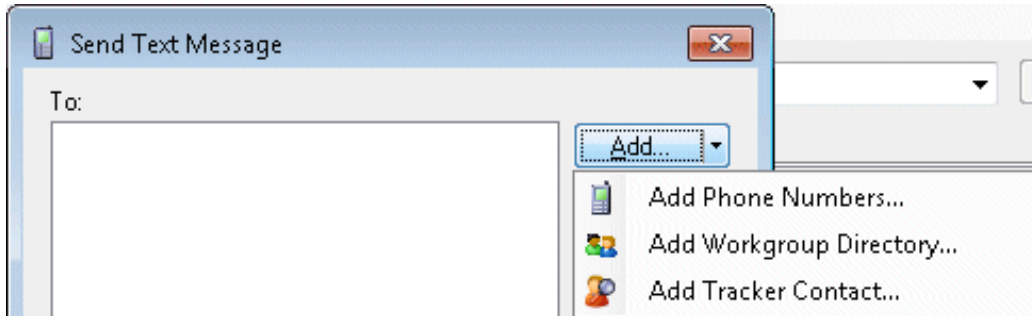 Send Text Message
To:
Add...
Add Phone Numbers...
Add Workgroup Directory...
Add Tracker Contact...